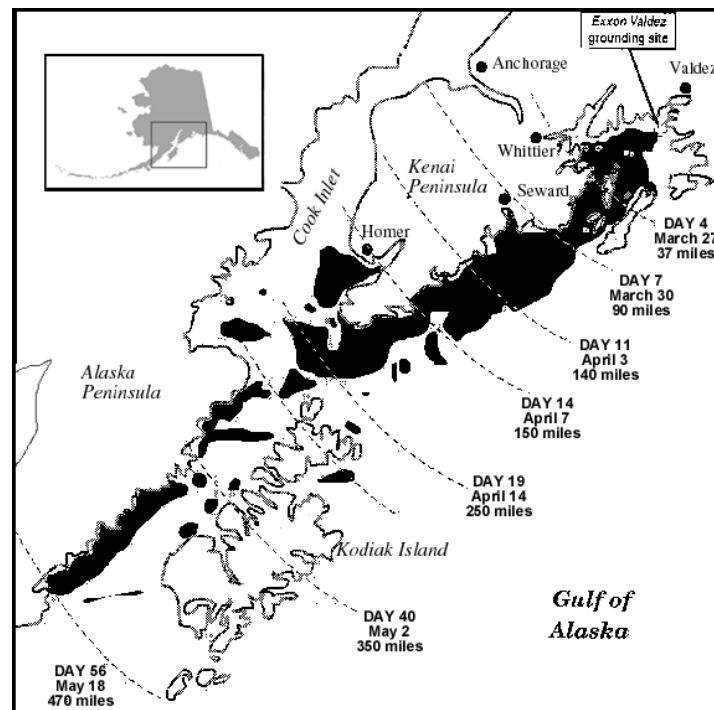 Exxon Valdez
grounding site
Anchorage
Valdez
Whittier
Kenai
Peninsula
Seward
Cook Inlet
Homer
DAY 4
March 27
37 miles
DAY 7
March 30
90 miles
DAY 11
April 3
140 miles
Alaska
Peninsula
DAY 14
April 7
150 miles
DAY 19
April 14
250 miles
Kodiak Island
Gulf of
Alaska
DAY 40
May 2
350 miles
DAY 56
May 18
470 miles